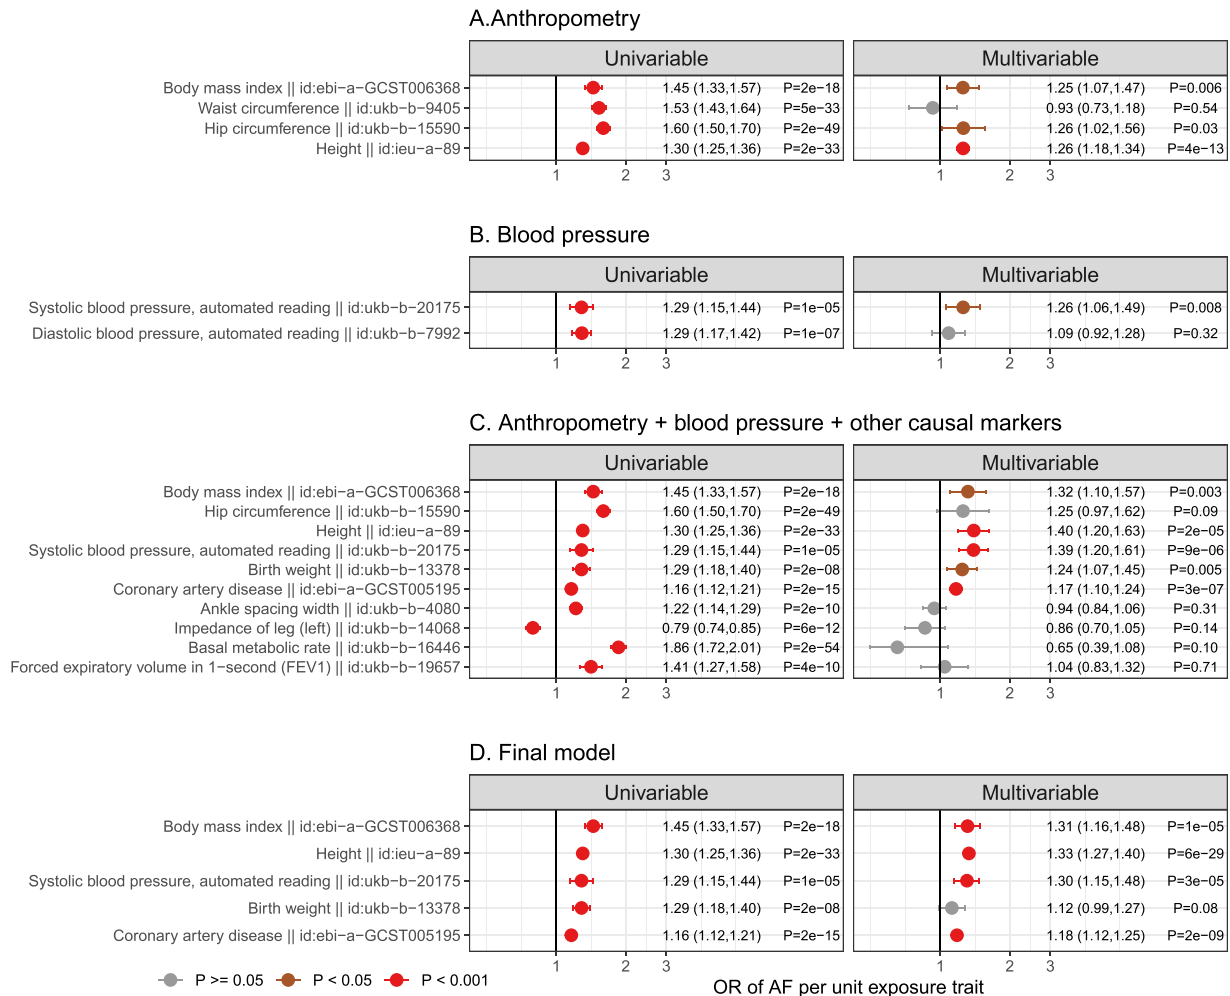 A.Anthropometry
Univariable Multivariable
Body mass index || id:ebi−a−GCST006368 1.45 (1.33,1.57) P=2e−18 1.25 (1.07,1.47) P=0.006
Waist circumference || id:ukb−b−9405 1.53 (1.43,1.64) P=5e−33 0.93 (0.73,1.18) P=0.54
Hip circumference || id:ukb−b−15590 1.60 (1.50,1.70) P=2e−49 1.26 (1.02,1.56) P=0.03
Height || id:ieu−a−89 1.30 (1.25,1.36) P=2e−33 1.26 (1.18,1.34) P=4e−13
1 2 3 1 2 3
B. Blood pressure
Univariable Multivariable
Systolic blood pressure, automated reading || id:ukb−b−20175 1.29 (1.15,1.44) P=1e−05 1.26 (1.06,1.49) P=0.008
Diastolic blood pressure, automated reading || id:ukb−b−7992 1.29 (1.17,1.42) P=1e−07 1.09 (0.92,1.28) P=0.32
1 2 3 1 2 3
C. Anthropometry + blood pressure + other causal markers
Univariable Multivariable
Body mass index || id:ebi−a−GCST006368 1.45 (1.33,1.57) P=2e−18 1.32 (1.10,1.57) P=0.003
Hip circumference || id:ukb−b−15590 1.60 (1.50,1.70) P=2e−49 1.25 (0.97,1.62) P=0.09
Height || id:ieu−a−89 1.30 (1.25,1.36) P=2e−33 1.40 (1.20,1.63) P=2e−05
Systolic blood pressure, automated reading || id:ukb−b−20175 1.29 (1.15,1.44) P=1e−05 1.39 (1.20,1.61) P=9e−06
Birth weight || id:ukb−b−13378 1.29 (1.18,1.40) P=2e−08 1.24 (1.07,1.45) P=0.005
Coronary artery disease || id:ebi−a−GCST005195 1.16 (1.12,1.21) P=2e−15 1.17 (1.10,1.24) P=3e−07
Ankle spacing width || id:ukb−b−4080 1.22 (1.14,1.29) P=2e−10 0.94 (0.84,1.06) P=0.31
Impedance of leg (left) || id:ukb−b−14068 0.79 (0.74,0.85) P=6e−12 0.86 (0.70,1.05) P=0.14
Basal metabolic rate || id:ukb−b−16446 1.86 (1.72,2.01) P=2e−54 0.65 (0.39,1.08) P=0.10
Forced expiratory volume in 1−second (FEV1) || id:ukb−b−19657 1.41 (1.27,1.58) P=4e−10 1.04 (0.83,1.32) P=0.71
1 2 3 1 2 3
D. Final model
Univariable Multivariable
Body mass index || id:ebi−a−GCST006368 1.45 (1.33,1.57) P=2e−18 1.31 (1.16,1.48) P=1e−05
Height || id:ieu−a−89 1.30 (1.25,1.36) P=2e−33 1.33 (1.27,1.40) P=6e−29
Systolic blood pressure, automated reading || id:ukb−b−20175 1.29 (1.15,1.44) P=1e−05 1.30 (1.15,1.48) P=3e−05
Birth weight || id:ukb−b−13378 1.29 (1.18,1.40) P=2e−08 1.12 (0.99,1.27) P=0.08
Coronary artery disease || id:ebi−a−GCST005195 1.16 (1.12,1.21) P=2e−15 1.18 (1.12,1.25) P=2e−09
1 2 3 1 2 3
P >= 0.05 P < 0.05 P < 0.001
OR of AF per unit exposure trait